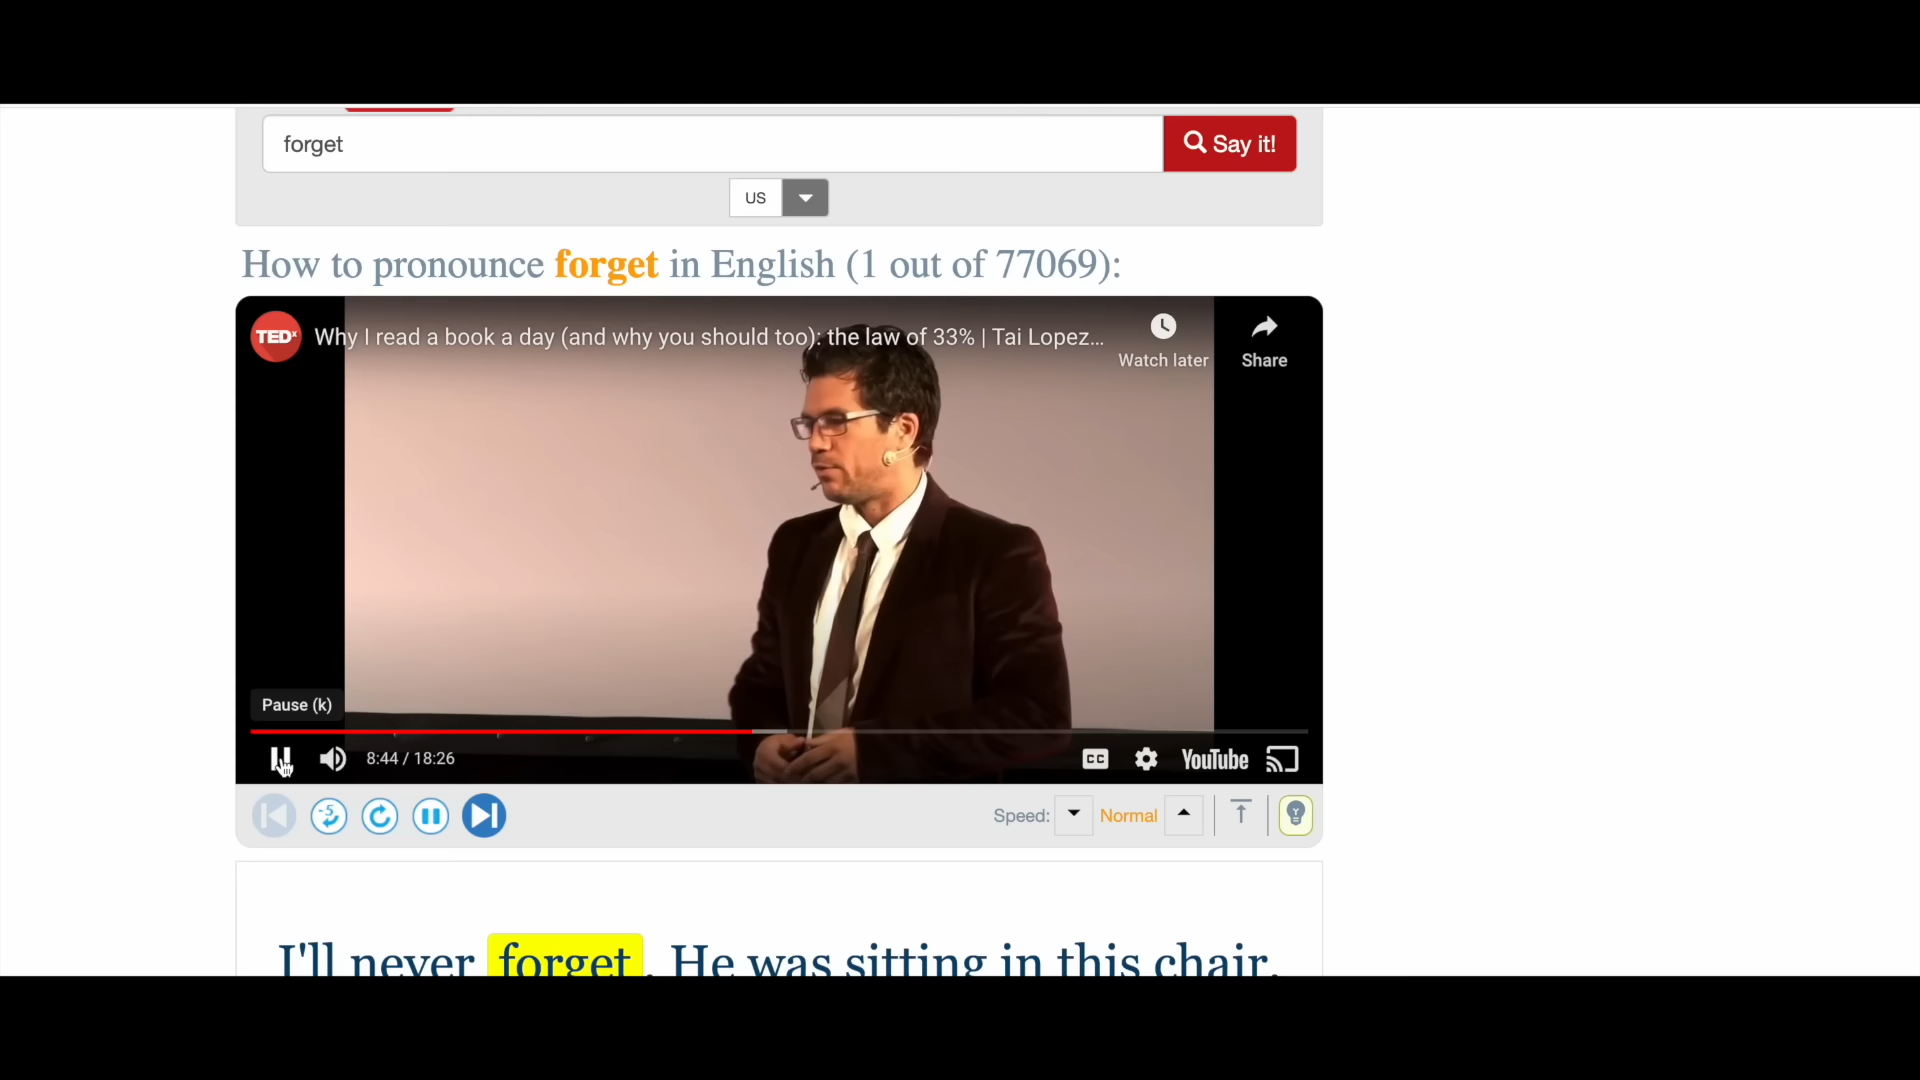 forget
Say it!
US
How to pronounce forget in English (1 out of 77069):
TEDx
Why I read a book a day (and why you should too): the law of 33% | Tai Lopez...
Watch later
Share
Pause (k)
8:44 / 18:26
CC
YouTube
-5
Speed:
Normal
I'll never forget. He was sitting in this chair.